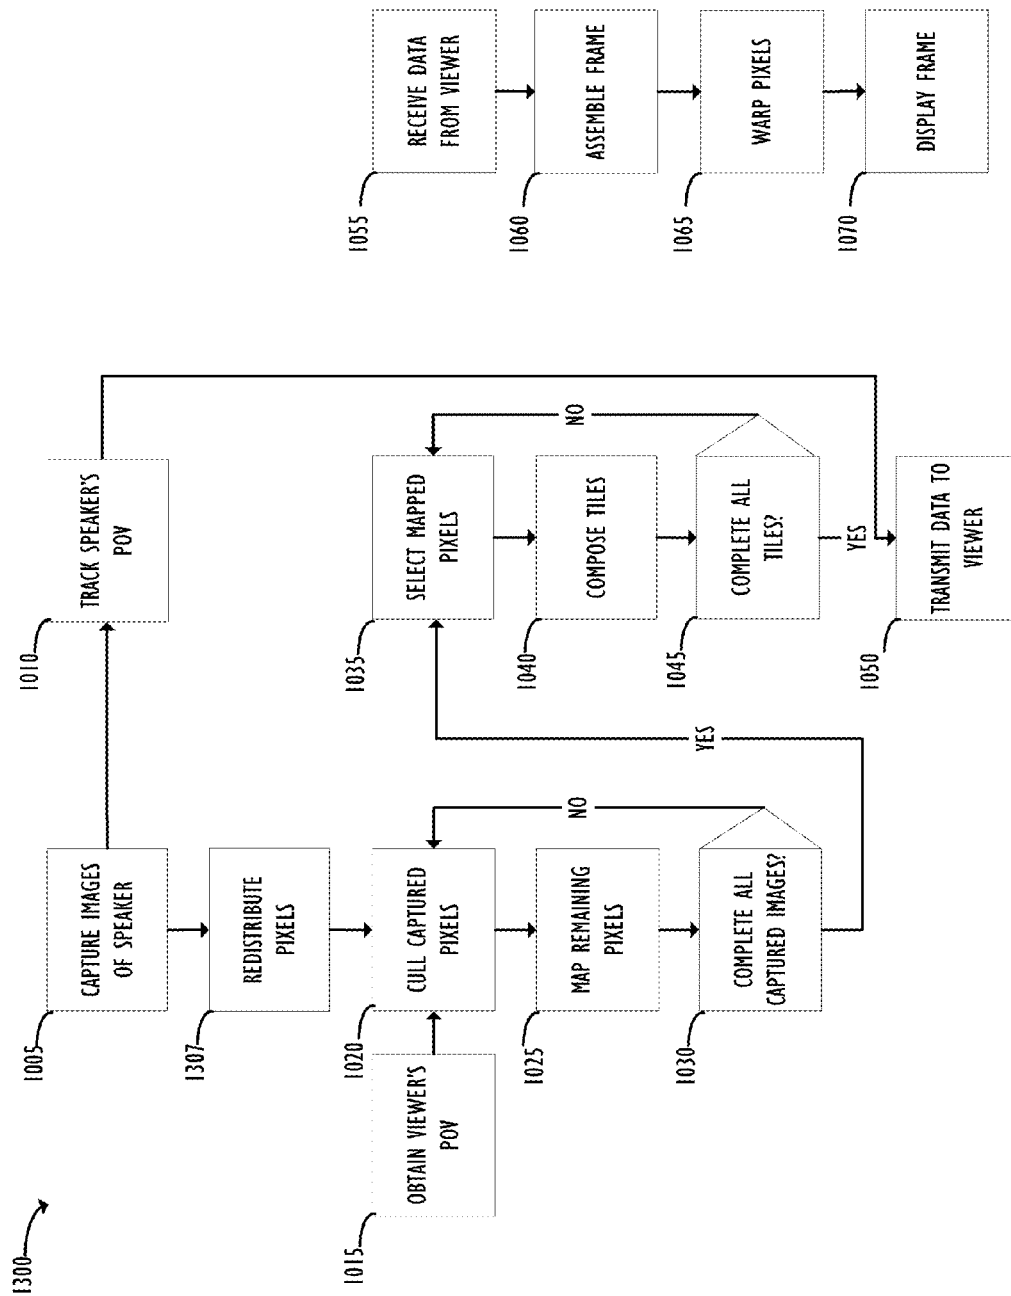 1300
1005
CAPTURE IMAGES
OF SPEAKER
1010
TRACK SPEAKER'S
POV
1307
REDISTRIBUTE
PIXELS
1015
OBTAIN VIEWER'S
POV
1020
CULL CAPTURED
PIXELS
NO
1025
MAP REMAINING
PIXELS
1030
COMPLETE ALL
CAPTURED IMAGES?
YES
1035
SELECT MAPPED
PIXELS
NO
1040
COMPOSE TILES
1045
COMPLETE ALL
TILES?
YES
1050
TRANSMIT DATA TO
VIEWER
1055
RECEIVE DATA
FROM VIEWER
1060
ASSEMBLE FRAME
1065
WARP PIXELS
1070
DISPLAY FRAME